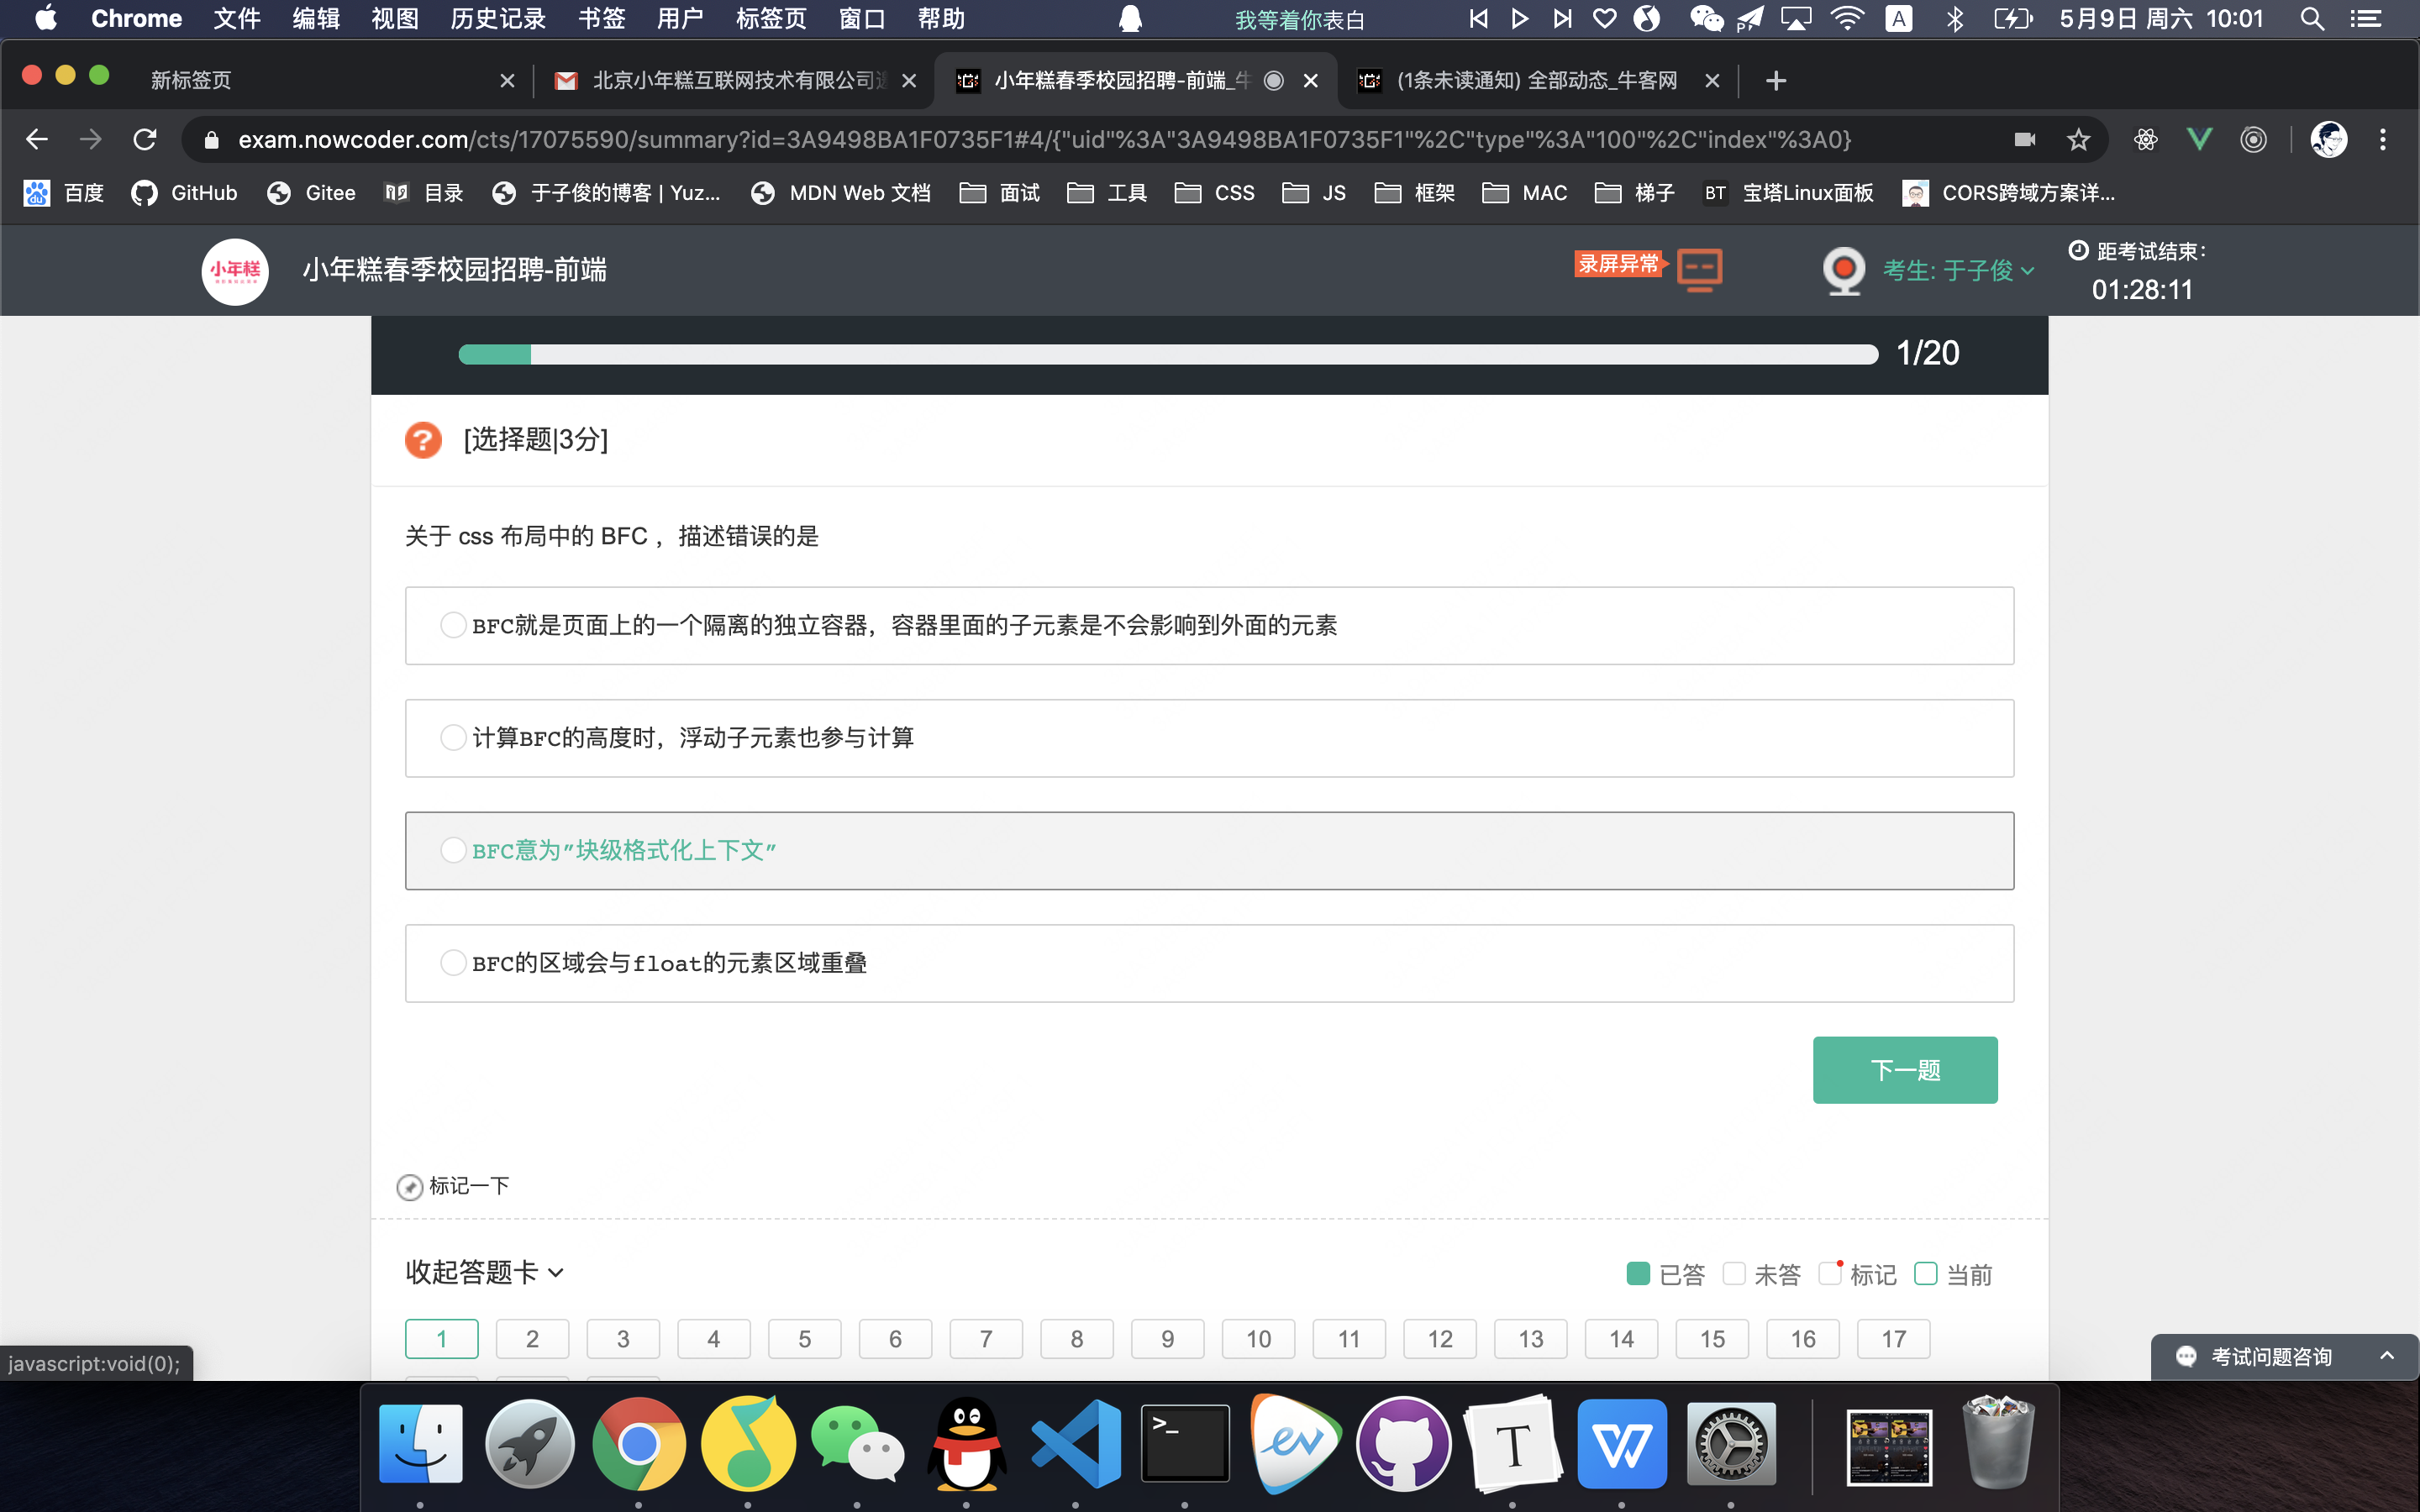 Chrome 文件 编辑 视图 历史记录 书签 用户 标签页 窗口 帮助 我等着你表白 A 5月9日 周六 10:01
新标签页 北京小年糕互联网技术有限公司 小年糕春季校园招聘-前端_牛 (1条未读通知) 全部动态_牛客网
exam.nowcoder.com/cts/17075590/summary?id=3A9498BA1F0735F1#4/{"uid"%3A"3A9498BA1F0735F1"%2C"type"%3A"100"%2C"index"%3A0}
百度 GitHub Gitee 目录 于子俊的博客 | Yuz... MDN Web 文档 面试 工具 CSS JS 框架 MAC 梯子 BT 宝塔Linux面板 CORS跨域方案详...
小年糕 小年糕春季校园招聘-前端 录屏异常 考生: 于子俊 距考试结束:
01:28:11
1/20
? [选择题|3分]
关于 css 布局中的 BFC ，描述错误的是
BFC就是页面上的一个隔离的独立容器，容器里面的子元素是不会影响到外面的元素
计算BFC的高度时，浮动子元素也参与计算
BFC意为"块级格式化上下文"
BFC的区域会与float的元素区域重叠
下一题
标记一下
收起答题卡 已答 未答 标记 当前
1 2 3 4 5 6 7 8 9 10 11 12 13 14 15 16 17
javascript:void(0);
考试问题咨询